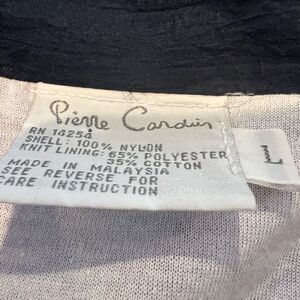 Pierre Cardin
RN 14254
SHELL: 100% NYLON
KNIT LINING: 65% POLYESTER
35% COTTON
MADE IN MALAYSIA
SEE REVERSE FOR
CARE INSTRUCTION
L